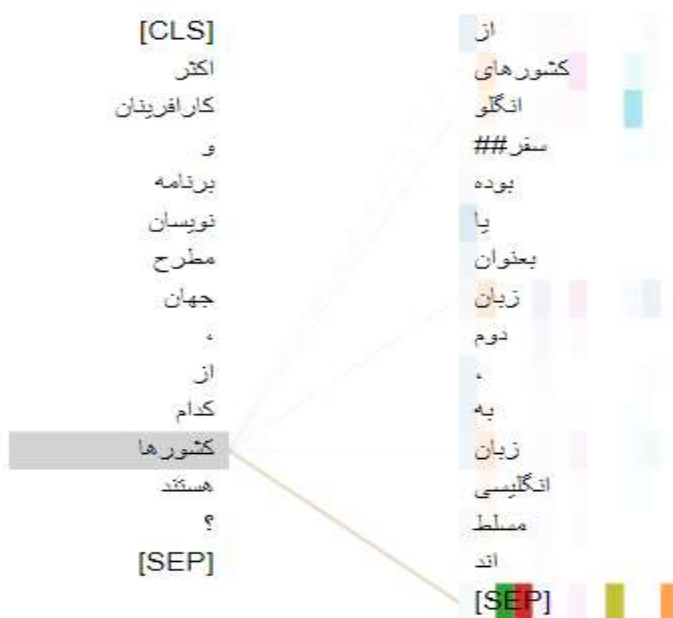 [CLS]
اکثر
کارافرینان
و
برنامه
نویسان
مطرح
جهان
،
از
کدام
کشورها
هستند
؟
[SEP]
از
کشورهای
انگلو
##سفر
بوده
یا
بعنوان
زبان
دوم
،
به
زبان
انگلیسی
مسلط
اند
[SEP]